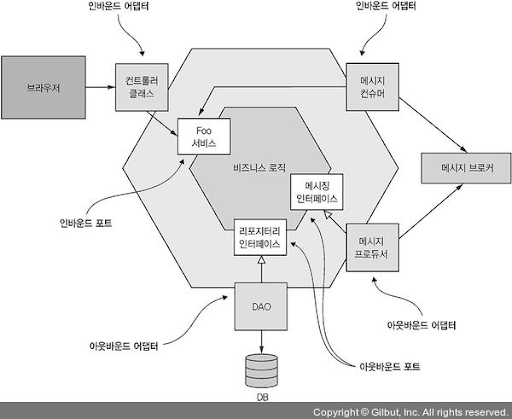 인바운드 어댑터
인바운드 어댑터
브라우저
컨트롤러
클래스
메시지
컨슈머
Foo
서비스
비즈니스 로직
메시지 브로커
메시징
인터페이스
인바운드 포트
리포지터리
인터페이스
메시지
프로듀서
DAO
아웃바운드 어댑터
아웃바운드 어댑터
아웃바운드 포트
DB
Copyright © Gilbut, Inc. All rights reserved.